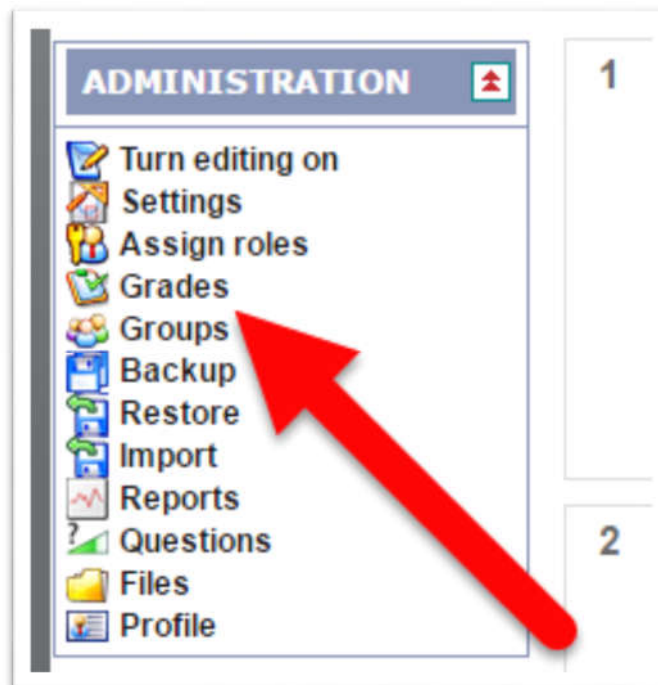 ADMINISTRATION
Turn editing on
Settings
Assign roles
Grades
Groups
Backup
Restore
Import
Reports
? Questions
Files
Profile
1
2